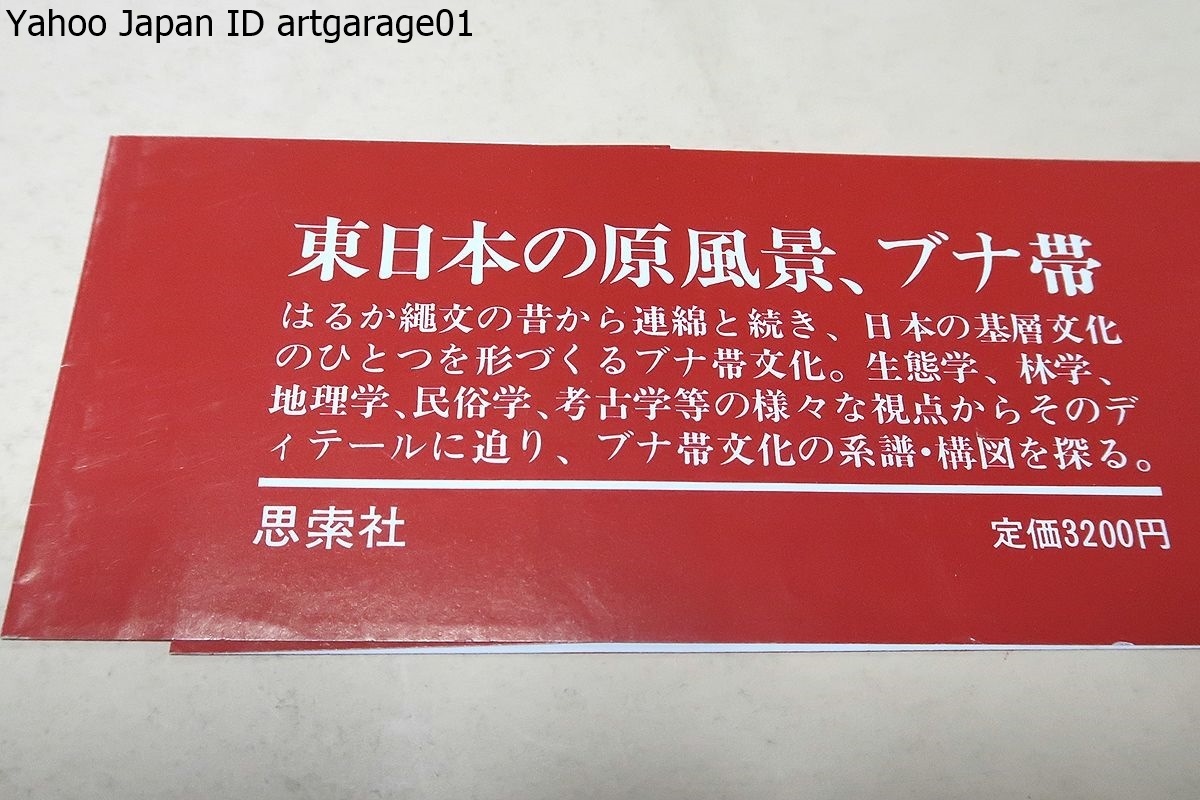 Yahoo Japan ID artgarage01
東日本の原風景、ブナ帯
はるか繩文の昔から連綿と続き、日本の基層文化
のひとつを形づくるブナ帯文化。生態学、林学、
地理学、民俗学、考古学等の様々な視点からそのデ
ィテールに迫り、ブナ帯文化の系譜・構図を探る。
思索社
定価3200円